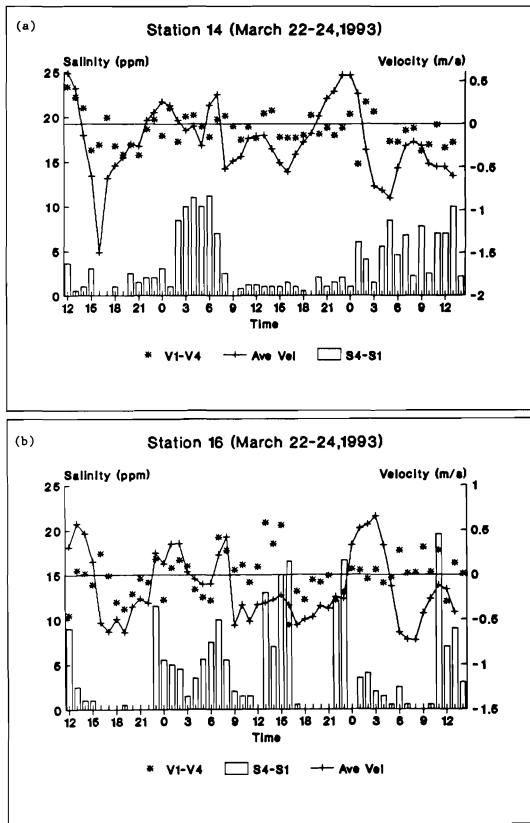 (a)
Station 14 (March 22-24,1993)
Salinity (ppm)
Velocity (m/s)
25
20
15
10
5
0
0.5
0
-0.5
-1
-1.5
-2
12 15 18 21 0 3 6 9 12 15 18 21 0 3 6 9 12
Time
V1-V4 Ave Vel S4-S1
(b)
Station 16 (March 22-24,1993)
Salinity (ppm)
Velocity (m/s)
25
20
15
10
5
0
1
0.5
0
-0.5
-1
-1.5
12 15 18 21 0 3 6 9 12 15 18 21 0 3 6 9 12
Time
V1-V4 S4-S1 Ave Vel